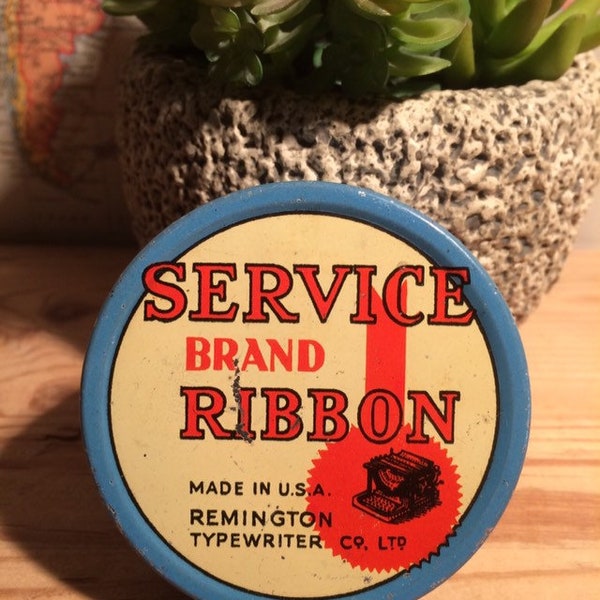 SERVICE
BRAND
RIBBON
MADE IN U.S.A.
REMINGTON
TYPEWRITER CO, LTD